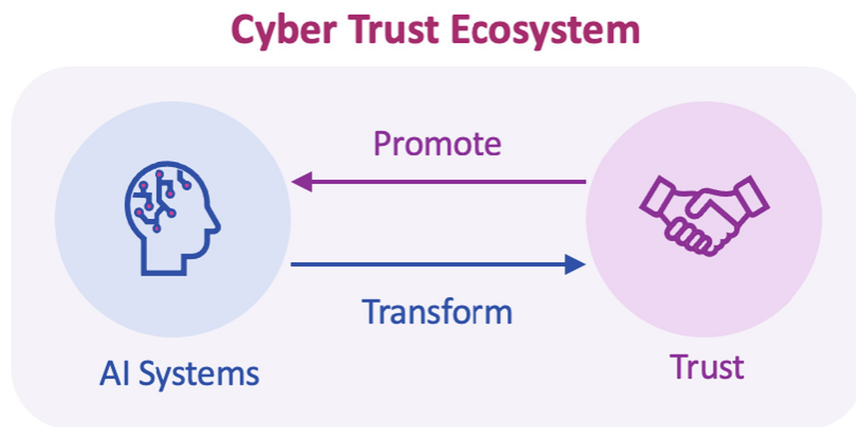 Cyber Trust Ecosystem
Promote
Transform
AI Systems
Trust